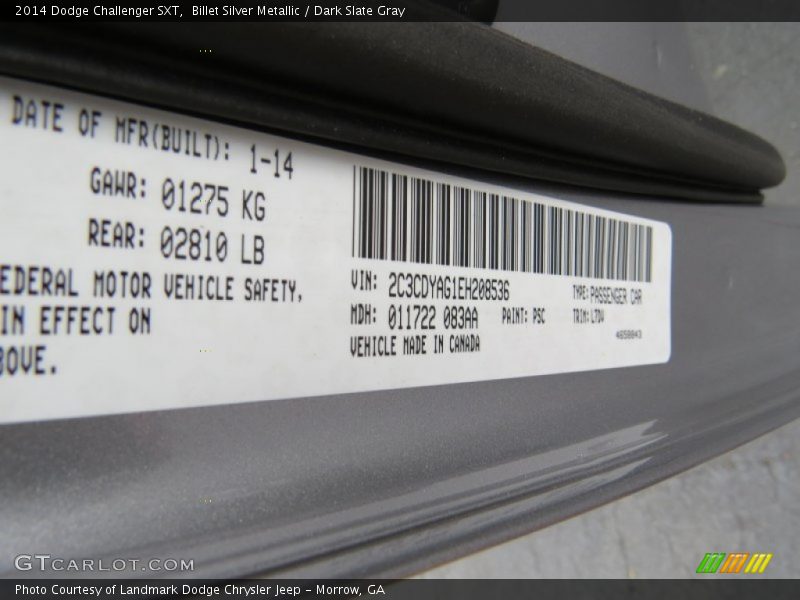 2014 Dodge Challenger SXT,  Billet Silver Metallic / Dark Slate Gray
DATE OF MFR(BUILT): 1-14
GAWR: 01275 KG
REAR: 02810 LB
EDERAL MOTOR VEHICLE SAFETY,
IN EFFECT ON
BOVE.
VIN: 2C3CDYAG1EH208536
TYPE: PASSENGER CAR
MDH: 011722 083AA
PAINT: PSC
TRIM: LTDV
VEHICLE MADE IN CANADA
4658043
GTCARLOT.COM
Photo Courtesy of Landmark Dodge Chrysler Jeep – Morrow, GA